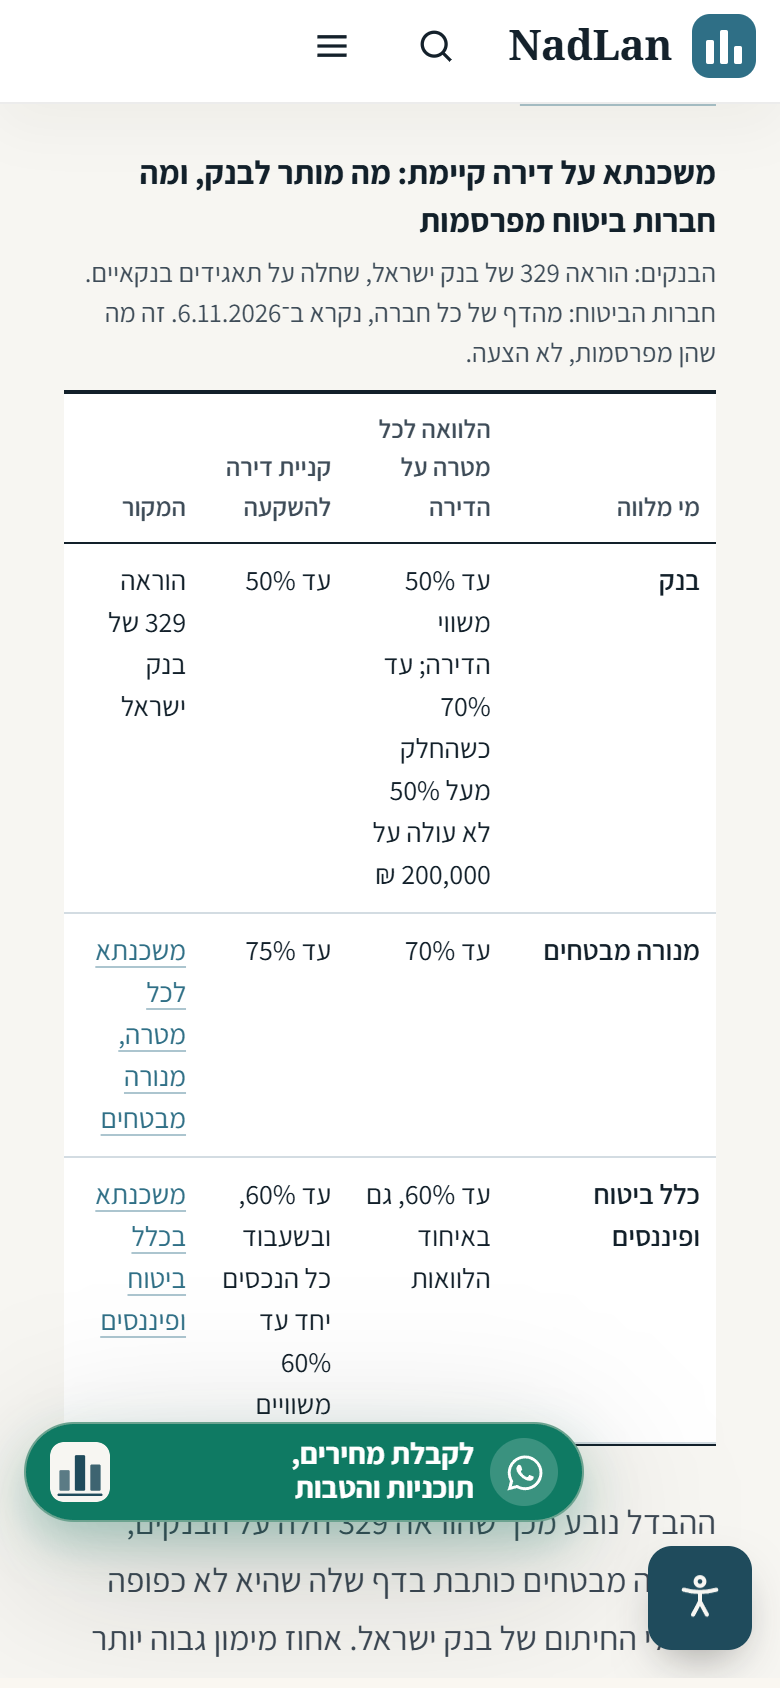 NadLan
משכנתא על דירה קיימת: מה מותר לבנק, ומה
חברות ביטוח מפרסמות
הבנקים: הוראה 329 של בנק ישראל, שחלה על תאגידים בנקאיים.
חברות הביטוח: מהדף של כל חברה, נקרא ב־6.11.2026. זה מה
שהן מפרסמות, לא הצעה.
מי מלווה
הלוואה לכל
מטרה על
הדירה
קניית דירה
להשקעה
המקור
בנק
עד 50%
משווי
הדירה; עד
70%
כשהחלק
מעל 50%
לא עולה על
200,000 ₪
עד 50%
הוראה
329 של
בנק
ישראל
מנורה מבטחים
עד 70%
עד 75%
משכנתא
לכל
מטרה,
מנורה
מבטחים
כלל ביטוח
ופיננסים
עד 60%, גם
באיחוד
הלוואות
עד 60%,
ובשעבוד
כל הנכסים
יחד עד
60%
משוויים
משכנתא
בכלל
ביטוח
ופיננסים
לקבלת מחירים,
תוכניות והטבות
ההבדל נובע מכך שהוראה 329 חלה על הבנקים,
מבטחים כותבת בדף שלה שהיא לא כפופה
החיתום של בנק ישראל. אחוז מימון גבוה יותר